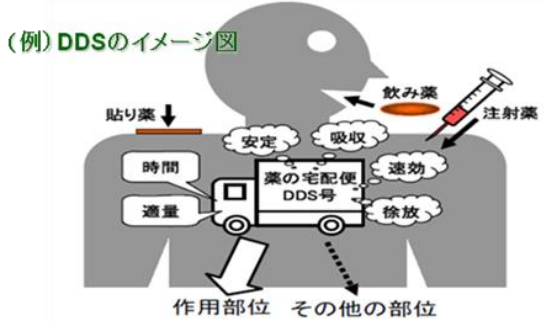 (例) DDSのイメージ図
飲み薬
注射薬
貼り薬
安定
吸収
速効
徐放
時間
適量
薬の宅配便
DDS号
作用部位
その他の部位